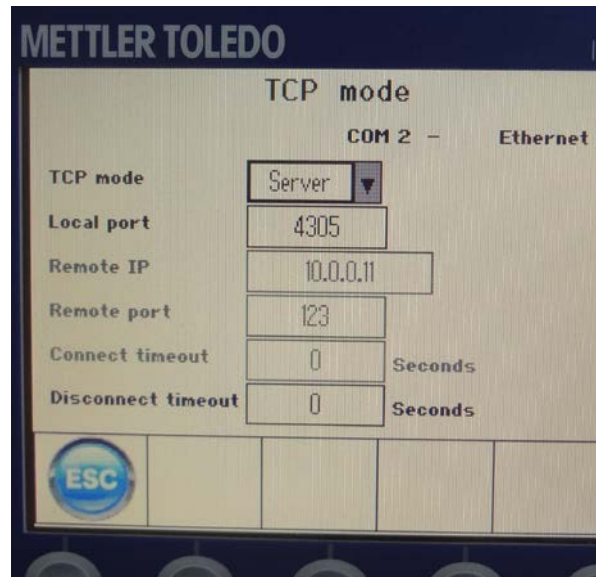 METTLER TOLEDO
TCP mode
COM 2 - Ethernet
TCP mode Server
Local port 4305
Remote IP 10.0.0.11
Remote port 123
Connect timeout 0 Seconds
Disconnect timeout 0 Seconds
ESC